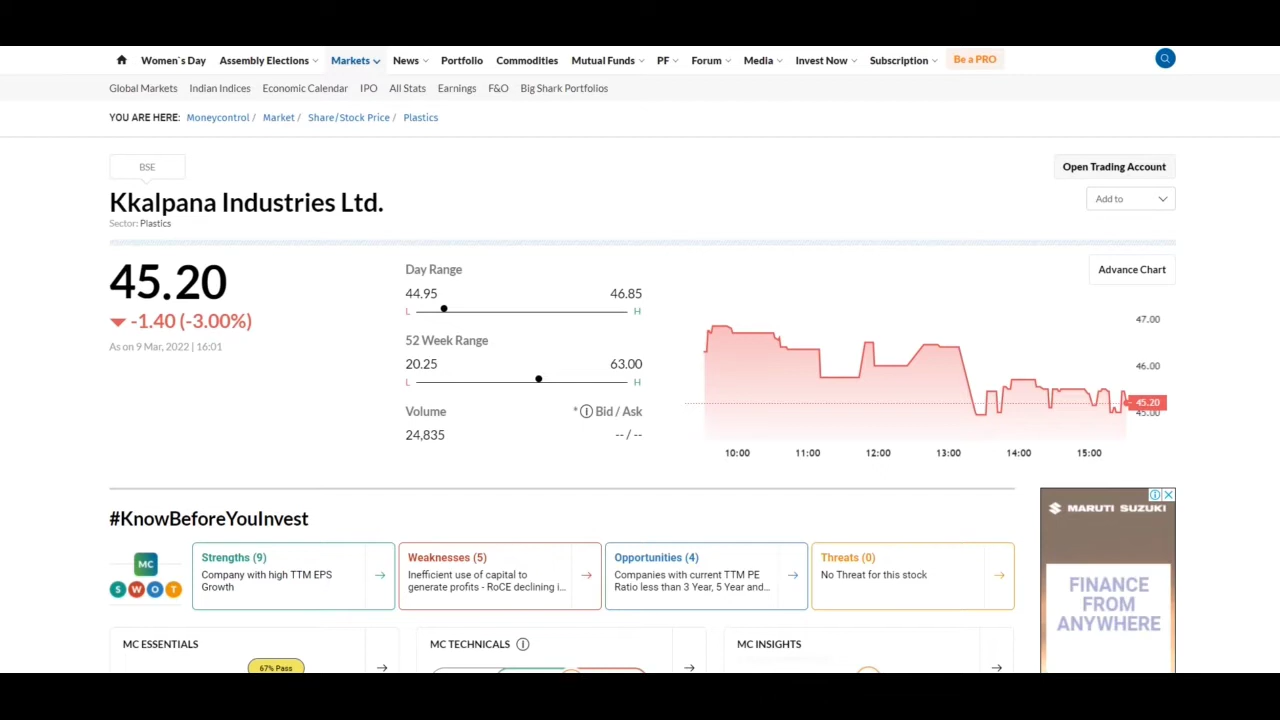 Women`s Day Assembly Elections Markets News Portfolio Commodities Mutual Funds PF Forum Media Invest Now Subscription Be a PRO
Global Markets Indian Indices Economic Calendar IPO All Stats Earnings F&O Big Shark Portfolios
YOU ARE HERE: Moneycontrol / Market / Share/Stock Price / Plastics
BSE
Open Trading Account
Kkalpana Industries Ltd.
Add to
Sector: Plastics
45.20
-1.40 (-3.00%)
As on 9 Mar, 2022 | 16:01
Day Range
44.95 46.85
L H
52 Week Range
20.25 63.00
L H
Volume * Bid / Ask
24,835 -- / --
Advance Chart
47.00
46.00
45.20
45.00
10:00 11:00 12:00 13:00 14:00 15:00
#KnowBeforeYouInvest
MC
S W O T
Strengths (9)
Company with high TTM EPS
Growth
Weaknesses (5)
Inefficient use of capital to
generate profits - RoCE declining i...
Opportunities (4)
Companies with current TTM PE
Ratio less than 3 Year, 5 Year and...
Threats (0)
No Threat for this stock
MARUTI SUZUKI
FINANCE
FROM
ANYWHERE
MC ESSENTIALS
67% Pass
MC TECHNICALS
MC INSIGHTS